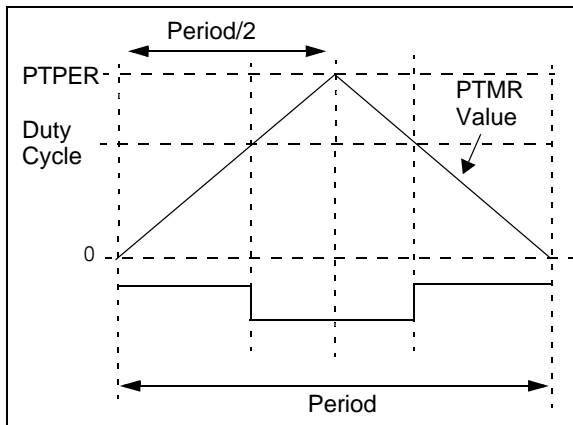 Period/2
PTPER
PTMR
Value
Duty
Cycle
0
Period